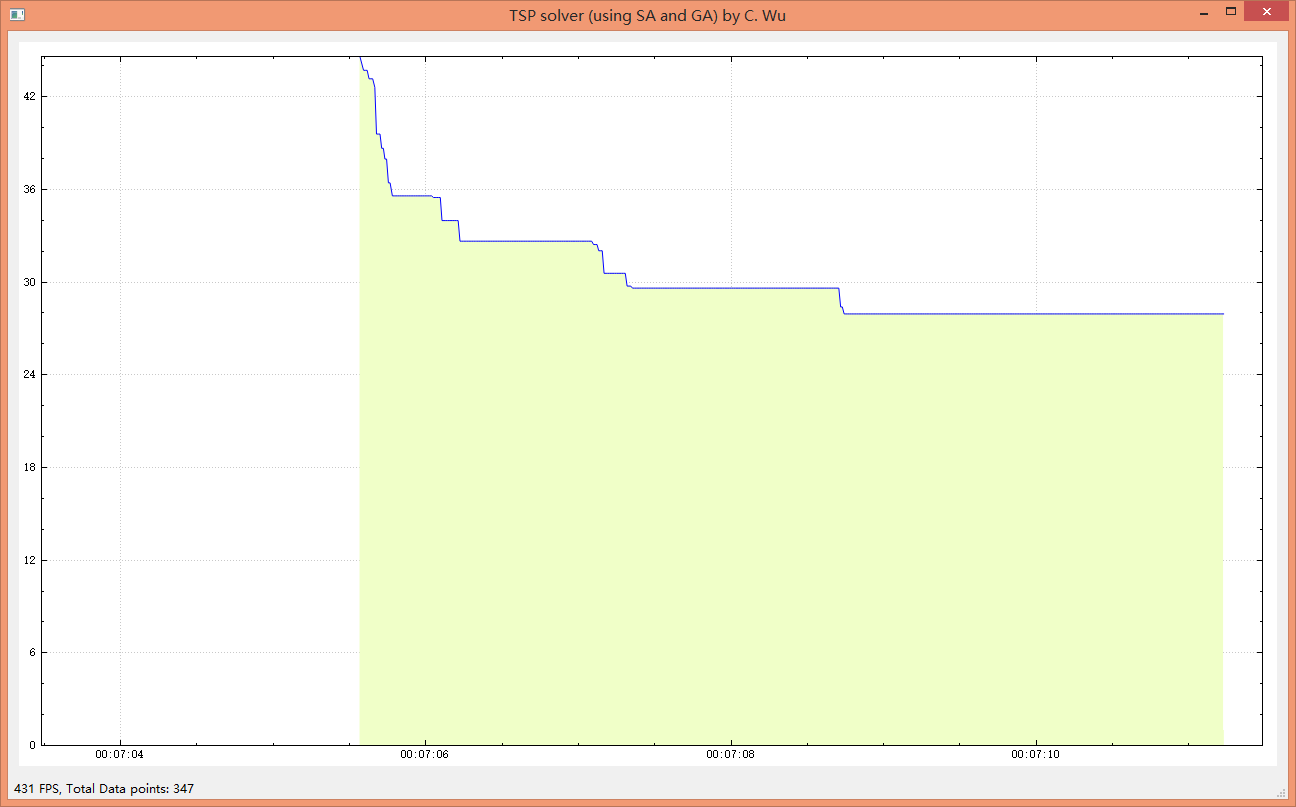 TSP solver (using SA and GA) by C. Wu
42
36
30
24
18
12
6
0
00:07:04 00:07:06 00:07:08 00:07:10
431 FPS, Total Data points: 347